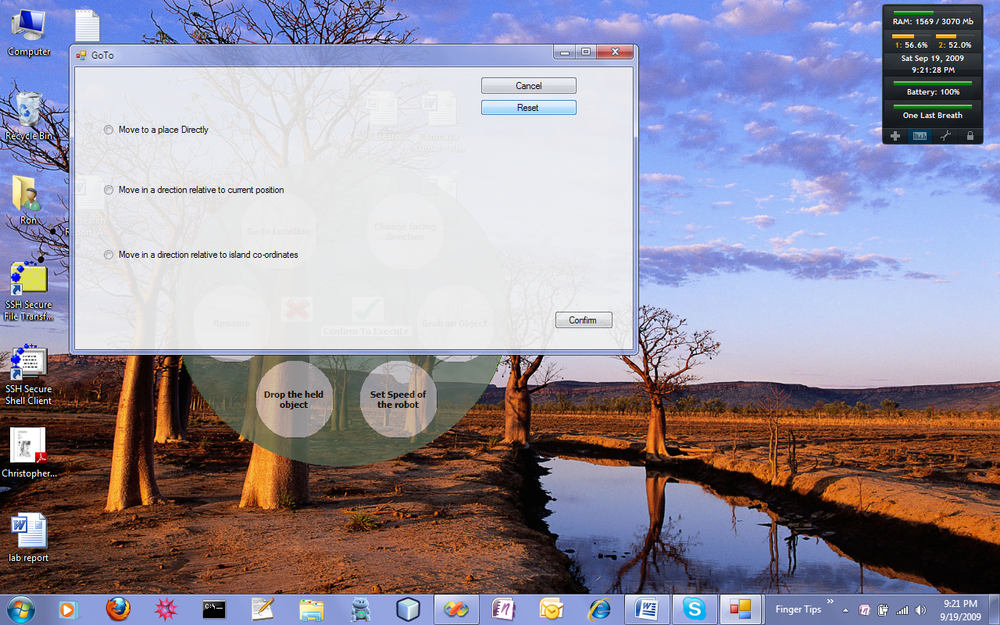 Computer
Recycle Bin
Ron
SSH Secure
File Transf...
SSH Secure
Shell Client
Christopher...
lab report
GoTo
Cancel
Reset
Move to a place Directly
Move in a drection relative to current position
Move in a direction relative to island co-ordinates
Confirm
Go to Location
Change facing
direction
Rename
Grab an Object
Confirm To Execute
Drop the held
object
Set Speed of
the robot
RAM: 1569 / 3070 Mb
1: 56.6% 2: 52.0%
Sat Sep 19, 2009
9:21:28 PM
Battery: 100%
One Last Breath
Finger Tips
9:21 PM
9/19/2009